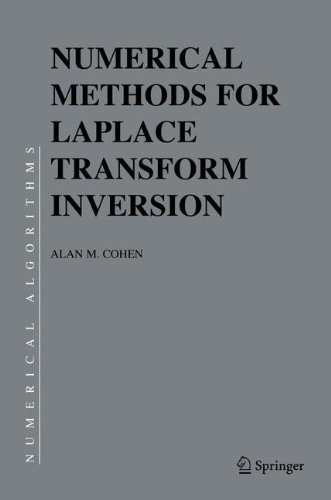 NUMERICAL
METHODS FOR
LAPLACE
TRANSFORM
INVERSION
ALAN M. COHEN
NUMERICAL ALGORITHMS
Springer